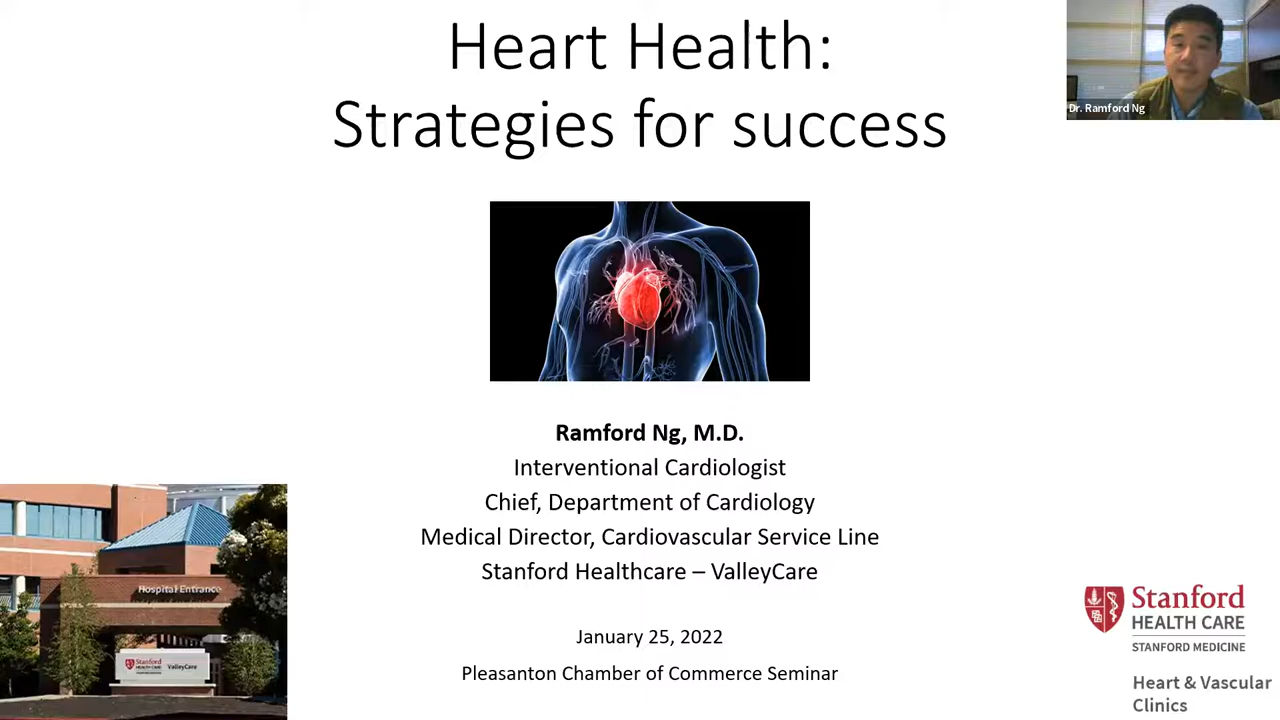 Heart Health:
Strategies for success
Dr. Ramford Ng
Ramford Ng, M.D.
Interventional Cardiologist
Chief, Department of Cardiology
Medical Director, Cardiovascular Service Line
Stanford Healthcare – ValleyCare
January 25, 2022
Pleasanton Chamber of Commerce Seminar
Hospital Entrance
Stanford
ValleyCare
Stanford
HEALTH CARE
STANFORD MEDICINE
Heart & Vascular
Clinics